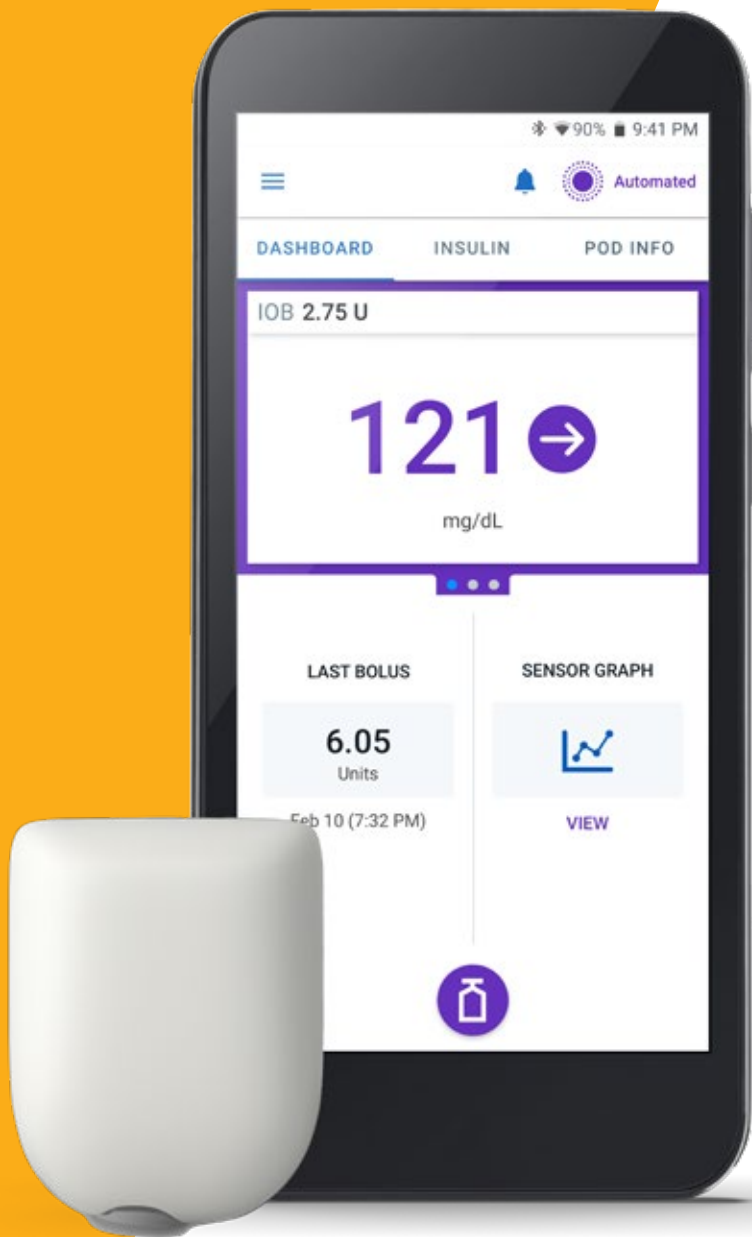 90% 9:41 PM
Automated
DASHBOARD INSULIN POD INFO
IOB 2.75 U
121
mg/dL
LAST BOLUS SENSOR GRAPH
6.05
Units
Feb 10 (7:32 PM) VIEW